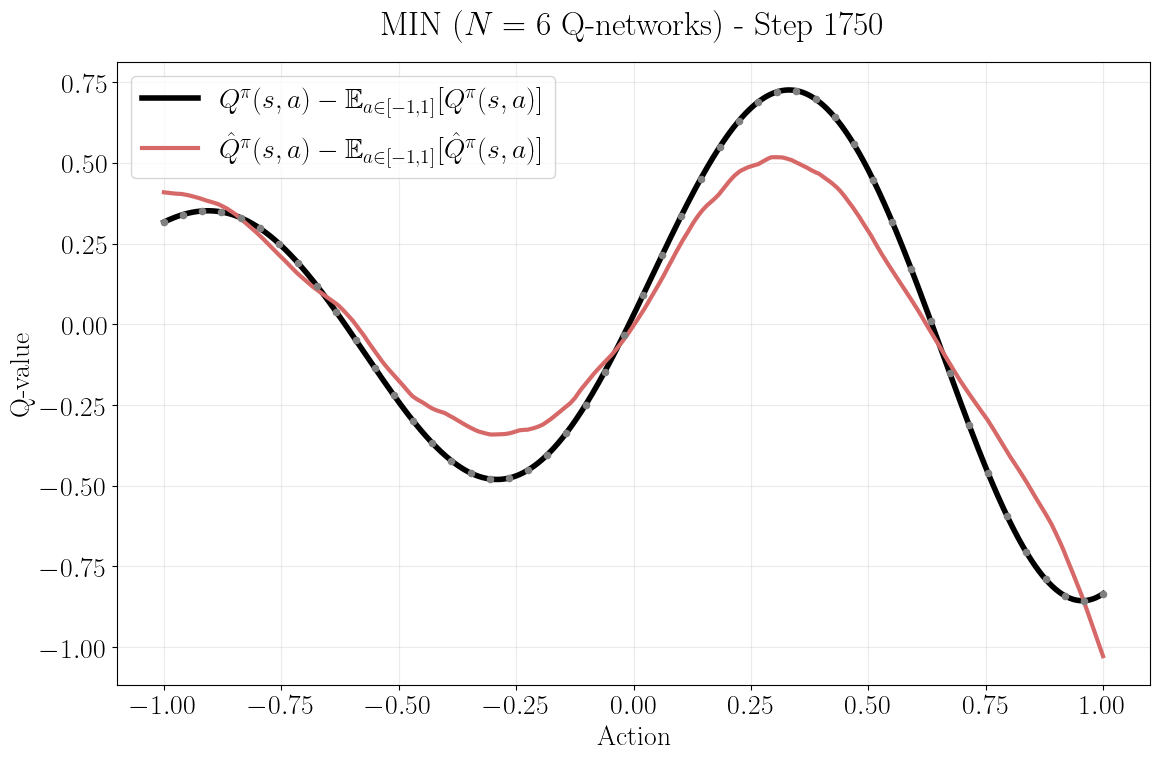 MIN (N = 6 Q-networks) - Step 1750
Q^π(s, a) − 𝔼_{a∈[−1,1]}[Q^π(s, a)]
Q̂^π(s, a) − 𝔼_{a∈[−1,1]}[Q̂^π(s, a)]
Q-value
0.75
0.50
0.25
0.00
−0.25
−0.50
−0.75
−1.00
−1.00 −0.75 −0.50 −0.25 0.00 0.25 0.50 0.75 1.00
Action